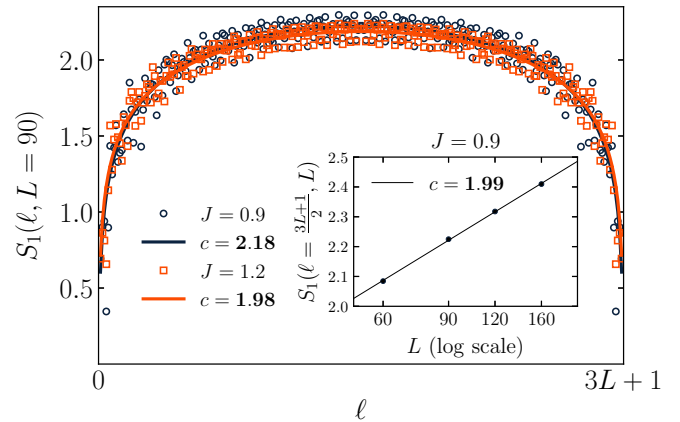 S₁(ℓ, L = 90)
2.0
1.5
1.0
0.5
0
3L + 1
ℓ
J = 0.9
c = 2.18
J = 1.2
c = 1.98
J = 0.9
c = 1.99
S₁(ℓ = (3L+1)/2, L)
2.5
2.4
2.3
2.2
2.1
2.0
60
90
120
160
L (log scale)